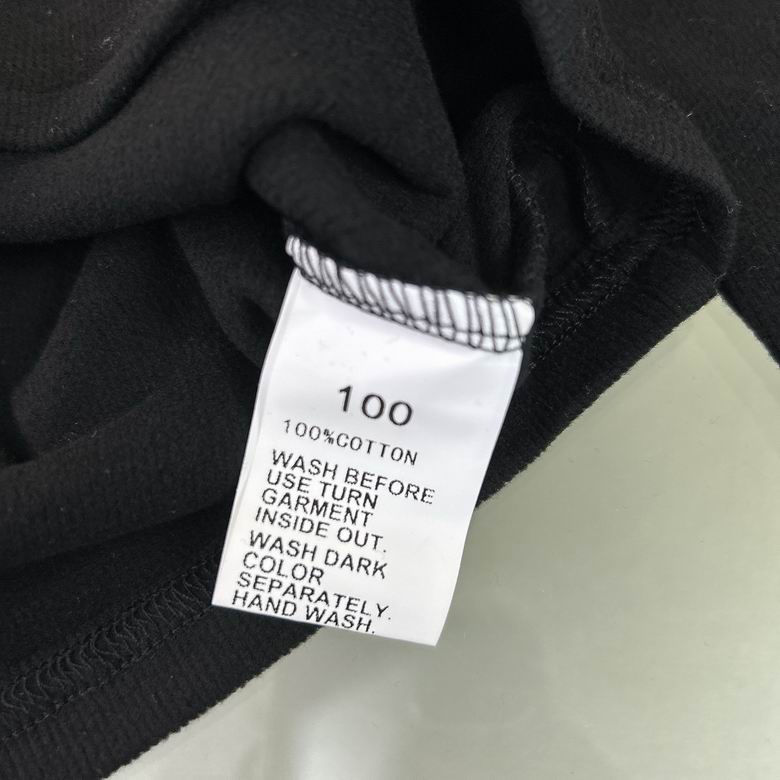 100
100%COTTON
WASH BEFORE
USE TURN
GARMENT
INSIDE OUT.
WASH DARK
COLOR
SEPARATELY.
HAND WASH.